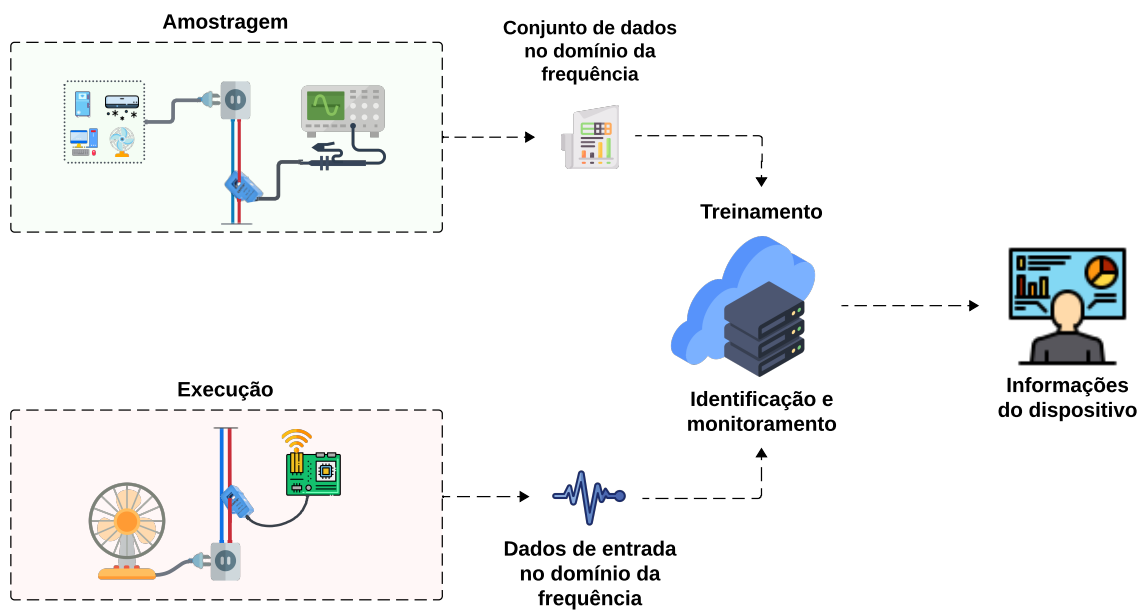 Amostragem
Conjunto de dados
no domínio da
frequência
Treinamento
Identificação e
monitoramento
Informações
do dispositivo
Execução
Dados de entrada
no domínio da
frequência